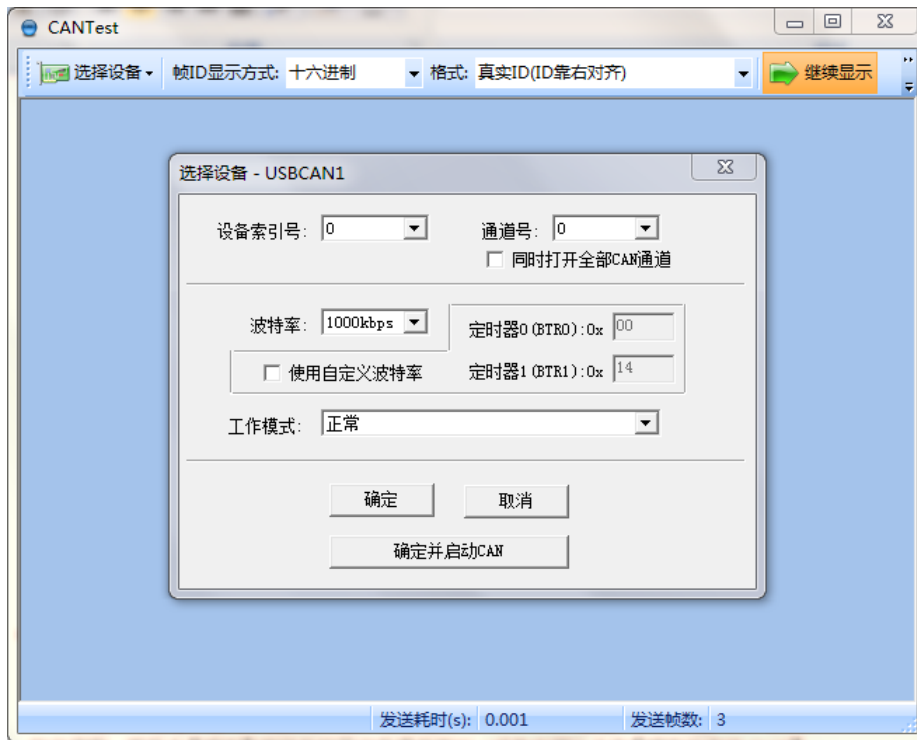 CANTest
选择设备 帧ID显示方式: 十六进制 格式: 真实ID(ID靠右对齐) 继续显示
选择设备 - USBCAN1
设备索引号: 0 通道号: 0
同时打开全部CAN通道
波特率: 1000kbps 定时器0(BTR0):0x 00
使用自定义波特率 定时器1(BTR1):0x 14
工作模式: 正常
确定 取消
确定并启动CAN
发送耗时(s): 0.001 发送帧数: 3